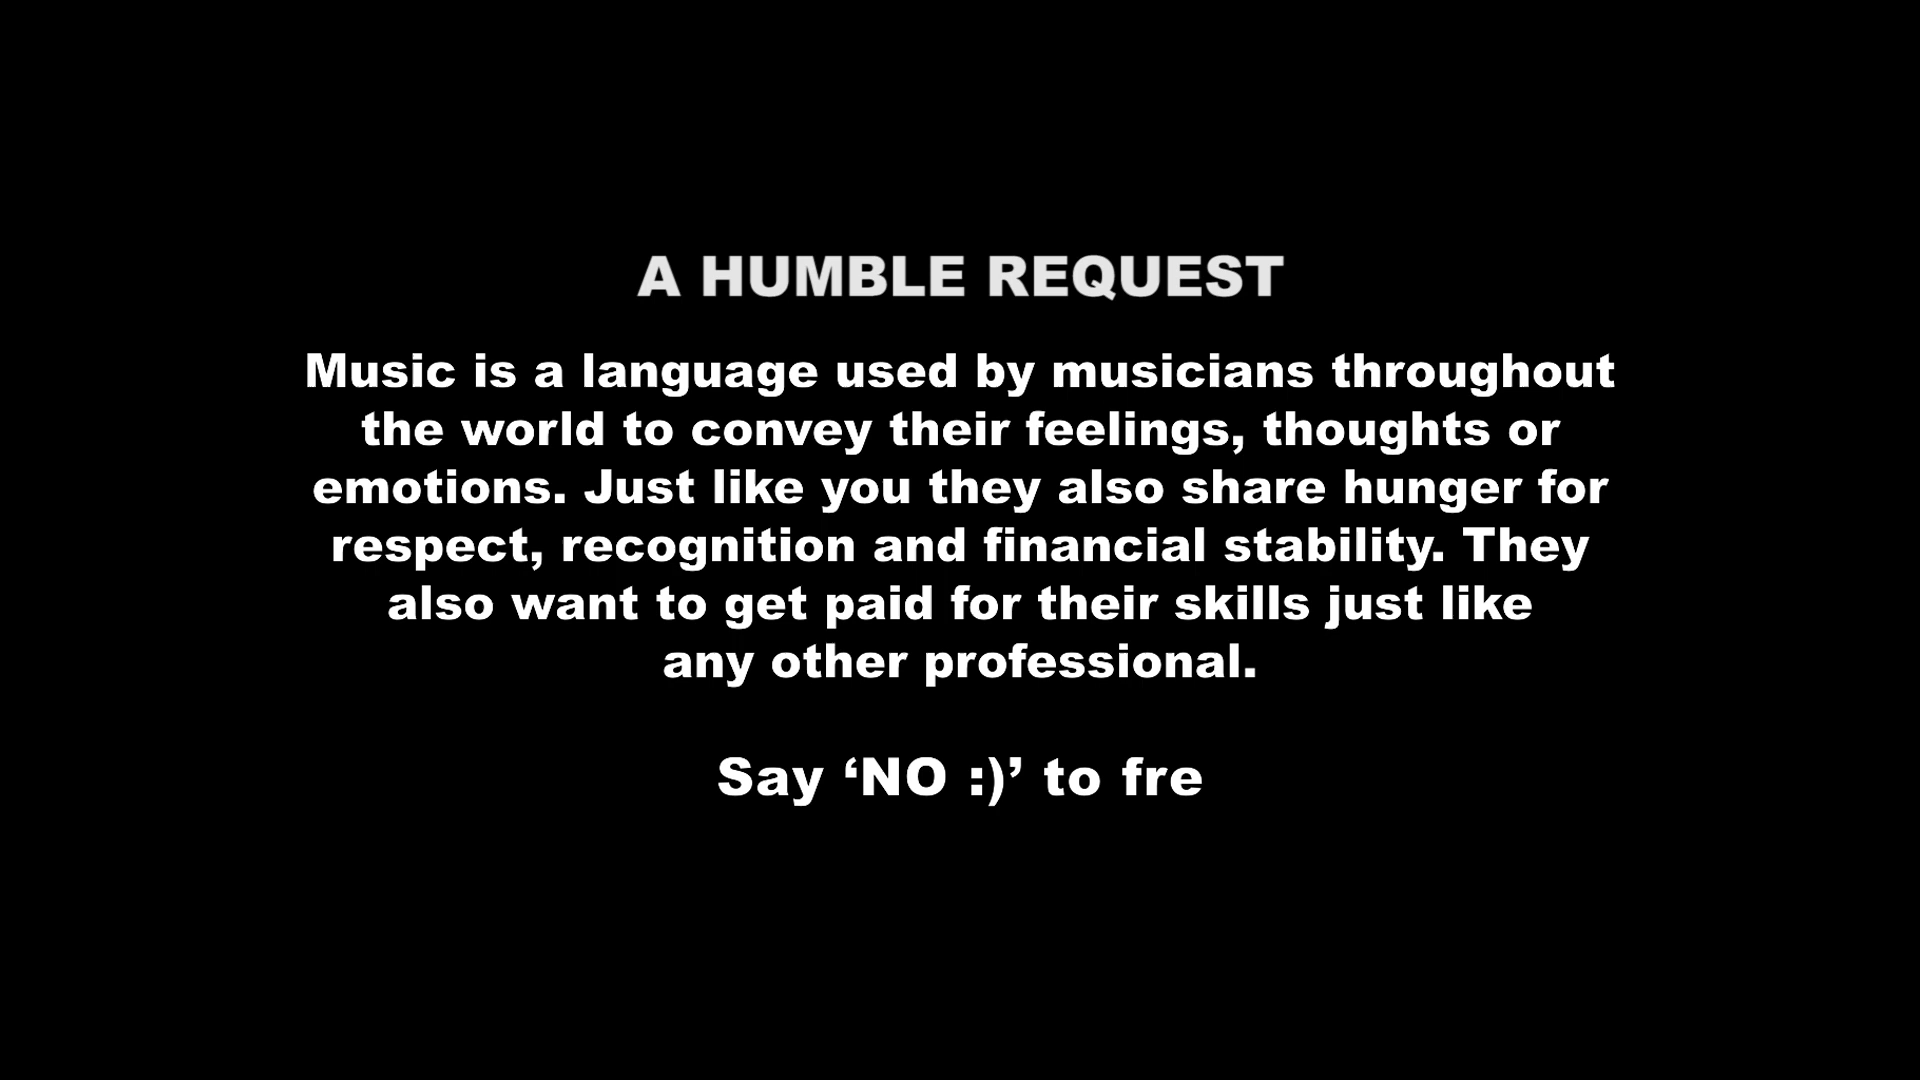 A HUMBLE REQUEST
Music is a language used by musicians throughout
the world to convey their feelings, thoughts or
emotions. Just like you they also share hunger for
respect, recognition and financial stability. They
also want to get paid for their skills just like
any other professional.
Say ‘NO :)’ to fre